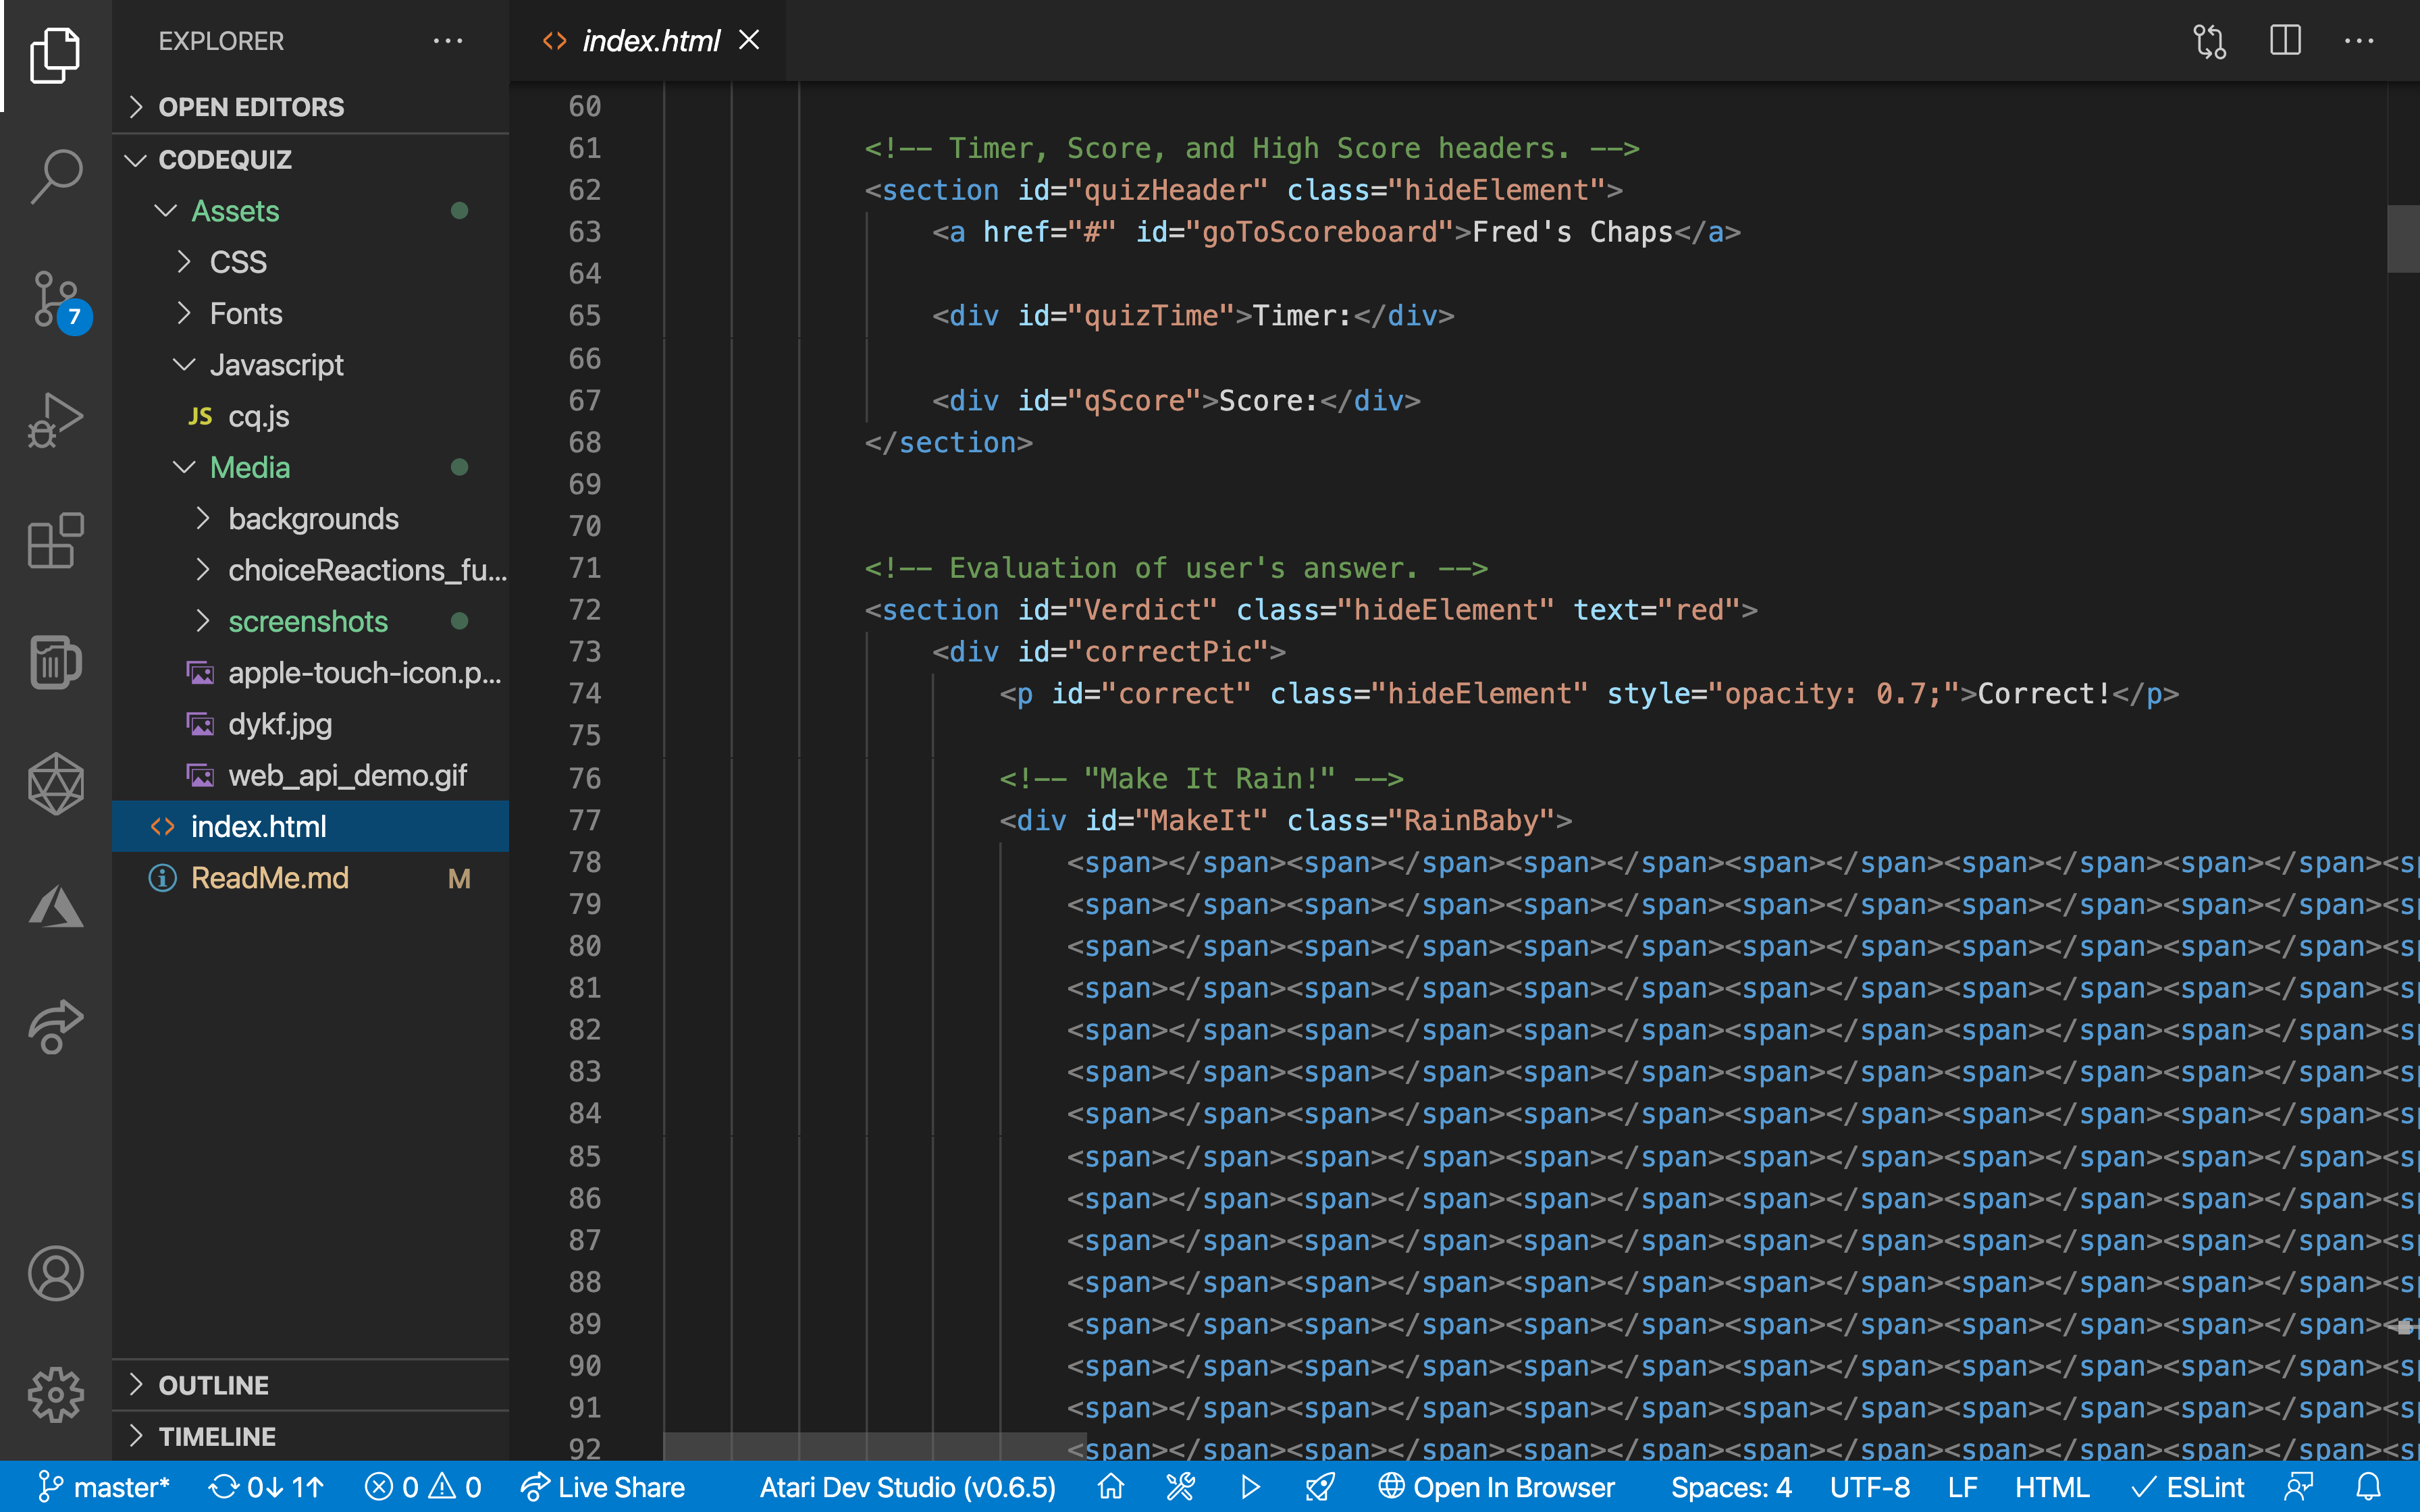 EXPLORER
OPEN EDITORS
CODEQUIZ
Assets
CSS
Fonts
Javascript
JS cq.js
Media
backgrounds
choiceReactions_fu...
screenshots
apple-touch-icon.p...
dykf.jpg
web_api_demo.gif
index.html
ReadMe.md M
OUTLINE
TIMELINE
7
index.html
60
61 <!-- Timer, Score, and High Score headers. -->
62 <section id="quizHeader" class="hideElement">
63 <a href="#" id="goToScoreboard">Fred's Chaps</a>
64
65 <div id="quizTime">Timer:</div>
66
67 <div id="qScore">Score:</div>
68 </section>
69
70
71 <!-- Evaluation of user's answer. -->
72 <section id="Verdict" class="hideElement" text="red">
73 <div id="correctPic">
74 <p id="correct" class="hideElement" style="opacity: 0.7;">Correct!</p>
75
76 <!-- "Make It Rain!" -->
77 <div id="MakeIt" class="RainBaby">
78 <span></span><span></span><span></span><span></span><span></span><span></span><sp
79 <span></span><span></span><span></span><span></span><span></span><span></span><sp
80 <span></span><span></span><span></span><span></span><span></span><span></span><sp
81 <span></span><span></span><span></span><span></span><span></span><span></span><sp
82 <span></span><span></span><span></span><span></span><span></span><span></span><sp
83 <span></span><span></span><span></span><span></span><span></span><span></span><sp
84 <span></span><span></span><span></span><span></span><span></span><span></span><sp
85 <span></span><span></span><span></span><span></span><span></span><span></span><sp
86 <span></span><span></span><span></span><span></span><span></span><span></span><sp
87 <span></span><span></span><span></span><span></span><span></span><span></span><sp
88 <span></span><span></span><span></span><span></span><span></span><span></span><sp
89 <span></span><span></span><span></span><span></span><span></span><span></span><sp
90 <span></span><span></span><span></span><span></span><span></span><span></span><sp
91 <span></span><span></span><span></span><span></span><span></span><span></span><sp
92 <span></span><span></span><span></span><span></span><span></span><span></span><sp
master* 0↓ 1↑ 0 0 Live Share Atari Dev Studio (v0.6.5) Open In Browser Spaces: 4 UTF-8 LF HTML ESLint